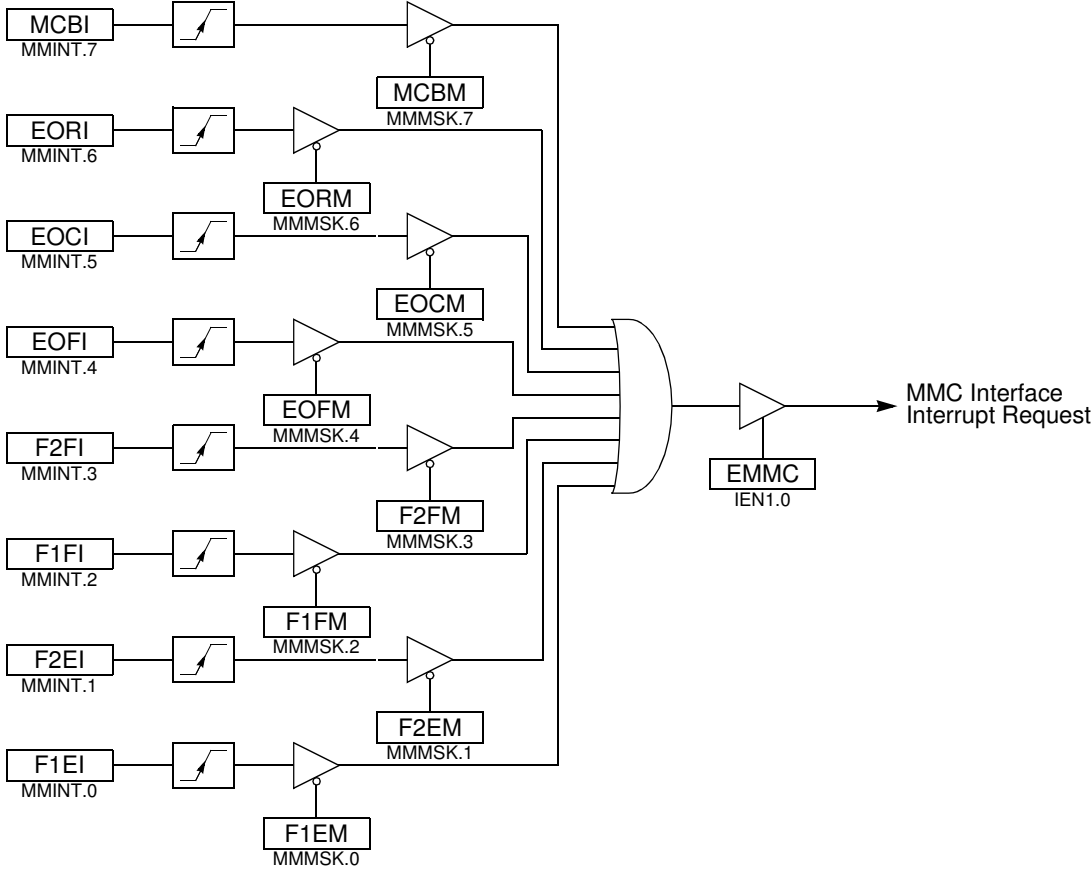 MCBI
MMINT.7
MCBM
MMMSK.7
EORI
MMINT.6
EORM
MMMSK.6
EOCI
MMINT.5
EOCM
MMMSK.5
EOFI
MMINT.4
EOFM
MMMSK.4
F2FI
MMINT.3
F2FM
MMMSK.3
F1FI
MMINT.2
F1FM
MMMSK.2
F2EI
MMINT.1
F2EM
MMMSK.1
F1EI
MMINT.0
F1EM
MMMSK.0
EMMC
IEN1.0
MMC Interface
Interrupt Request